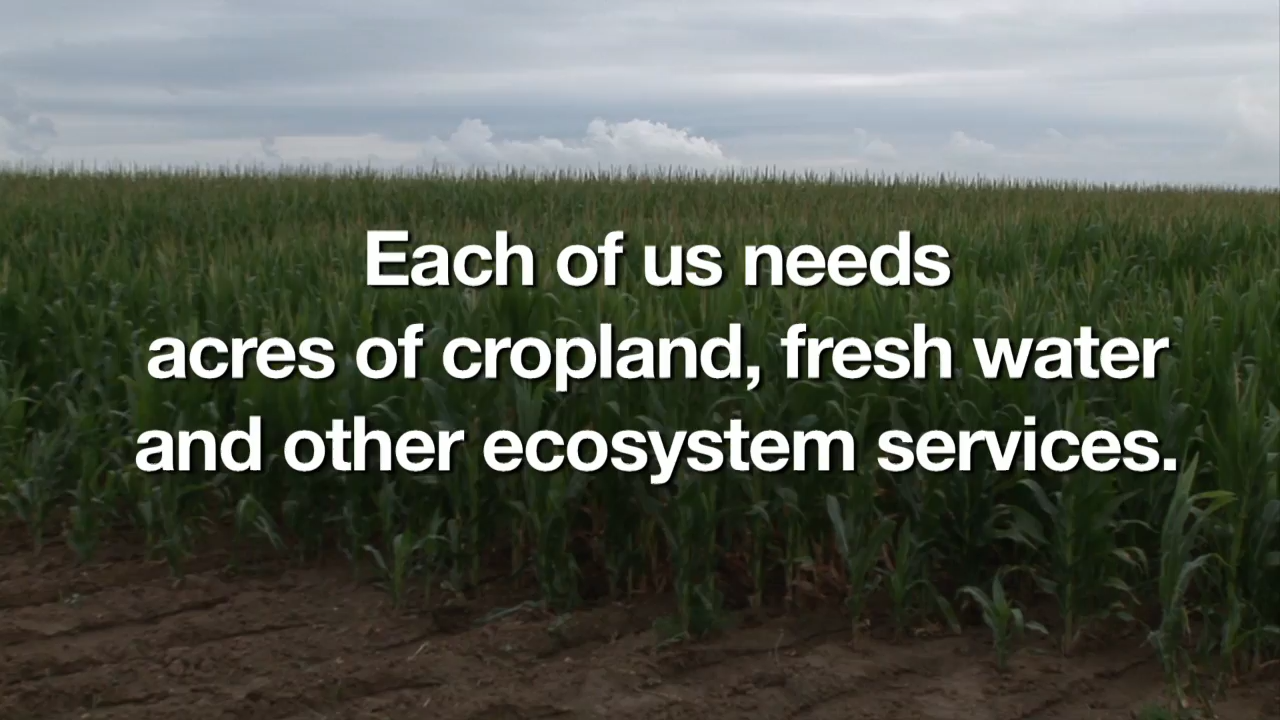 Each of us needs
acres of cropland, fresh water
and other ecosystem services.